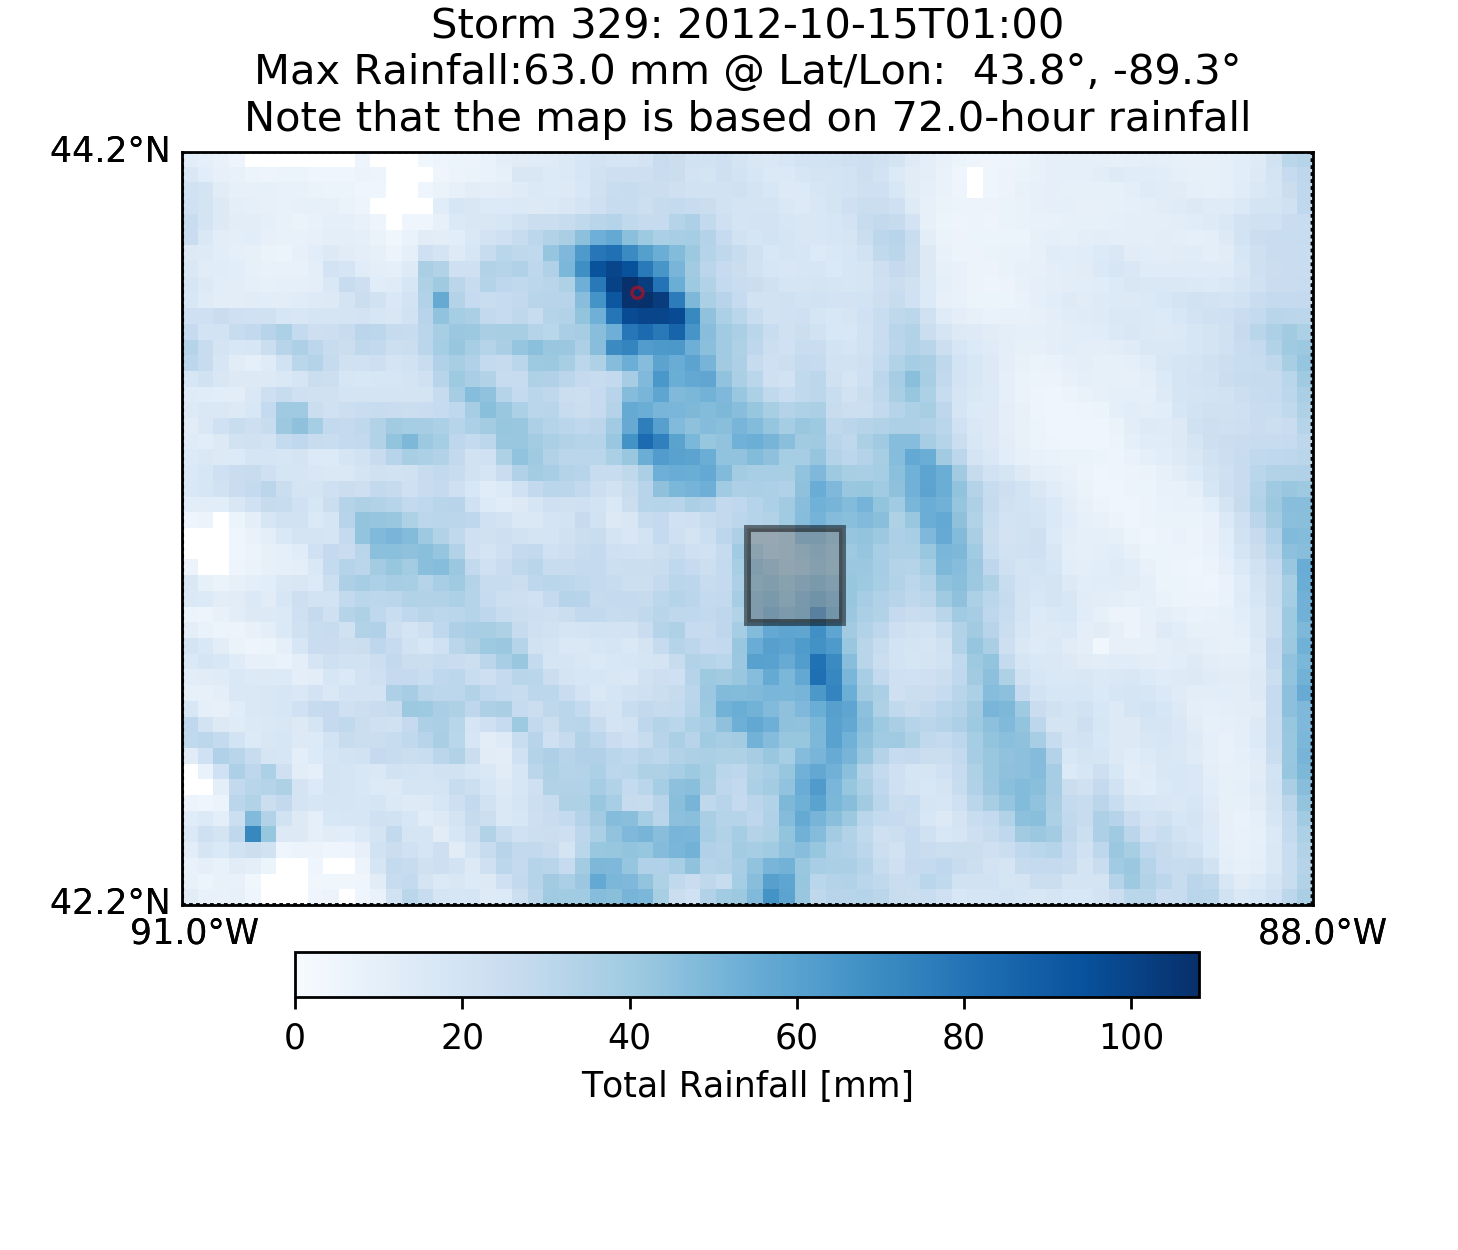 Storm 329: 2012-10-15T01:00
Max Rainfall:63.0 mm @ Lat/Lon:  43.8°, -89.3°
Note that the map is based on 72.0-hour rainfall
44.2°N
42.2°N
91.0°W 88.0°W
0 20 40 60 80 100
Total Rainfall [mm]